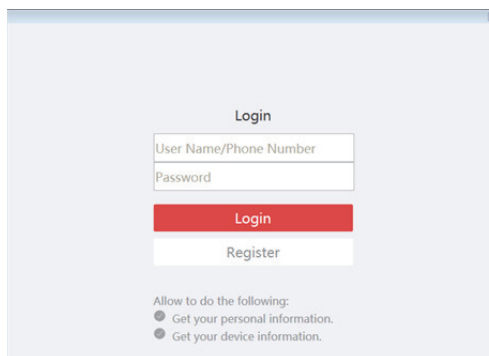 Login
User Name/Phone Number
Password
Login
Register
Allow to do the following:
Get your personal information.
Get your device information.